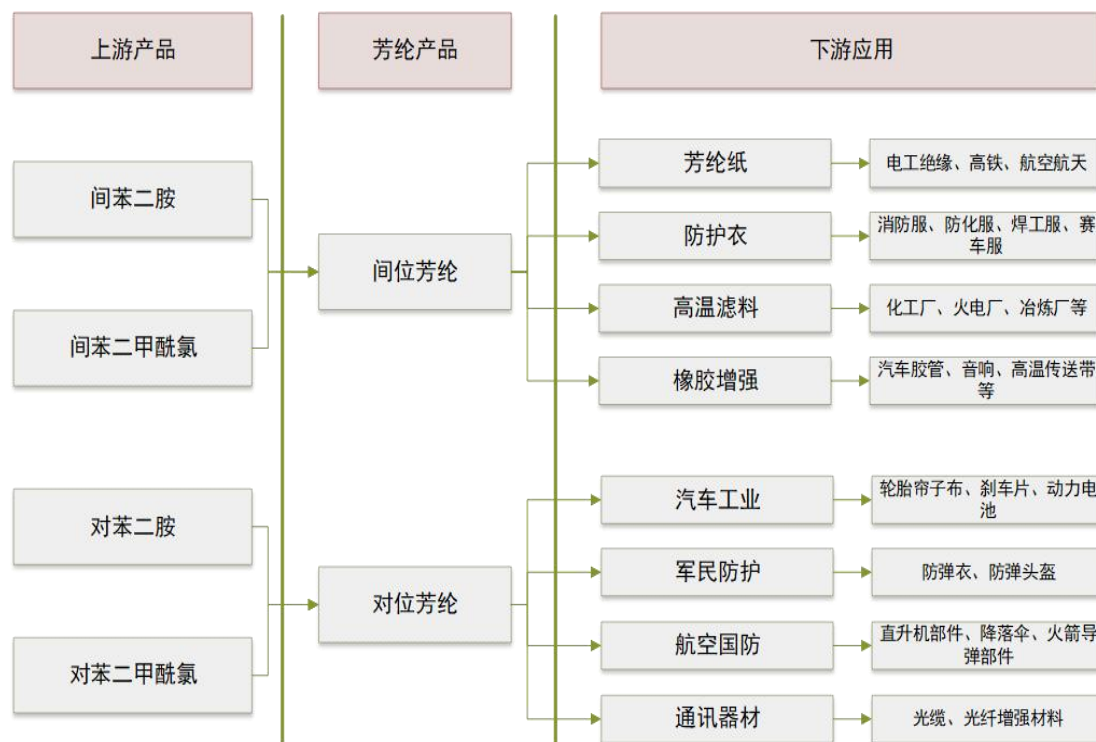 上游产品
芳纶产品
下游应用
间苯二胺
间苯二甲酰氯
间位芳纶
芳纶纸
电工绝缘、高铁、航空航天
防护衣
消防服、防化服、焊工服、赛
车服
高温滤料
化工厂、火电厂、冶炼厂等
橡胶增强
汽车胶管、音响、高温传送带
等
对苯二胺
对苯二甲酰氯
对位芳纶
汽车工业
轮胎帘子布、刹车片、动力电
池
军民防护
防弹衣、防弹头盔
航空国防
直升机部件、降落伞、火箭导
弹部件
通讯器材
光缆、光纤增强材料